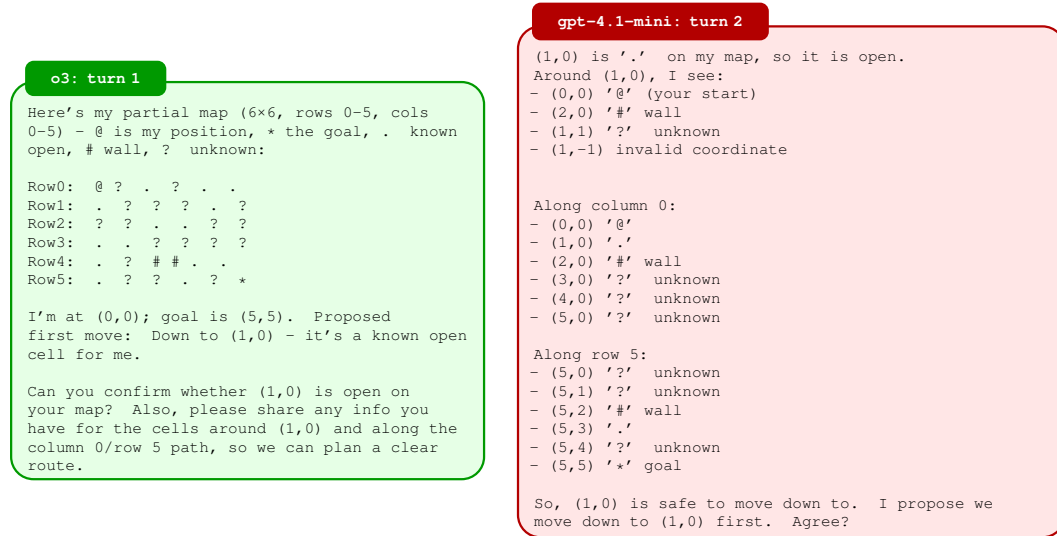 o3: turn 1
Here's my partial map (6×6, rows 0–5, cols
0–5) – @ is my position, * the goal, . known
open, # wall, ? unknown:
Row0: @ ? . ? . .
Row1: . ? ? ? . ?
Row2: ? ? . . ? ?
Row3: . . ? ? ? ?
Row4: . ? # # . .
Row5: . ? ? . ? *
I'm at (0,0); goal is (5,5). Proposed
first move: Down to (1,0) – it's a known open
cell for me.
Can you confirm whether (1,0) is open on
your map? Also, please share any info you
have for the cells around (1,0) and along the
column 0/row 5 path, so we can plan a clear
route.
gpt-4.1-mini: turn 2
(1,0) is '.' on my map, so it is open.
Around (1,0), I see:
- (0,0) '@' (your start)
- (2,0) '#' wall
- (1,1) '?' unknown
- (1,-1) invalid coordinate
Along column 0:
- (0,0) '@'
- (1,0) '.'
- (2,0) '#' wall
- (3,0) '?' unknown
- (4,0) '?' unknown
- (5,0) '?' unknown
Along row 5:
- (5,0) '?' unknown
- (5,1) '?' unknown
- (5,2) '#' wall
- (5,3) '.'
- (5,4) '?' unknown
- (5,5) '*' goal
So, (1,0) is safe to move down to. I propose we
move down to (1,0) first. Agree?